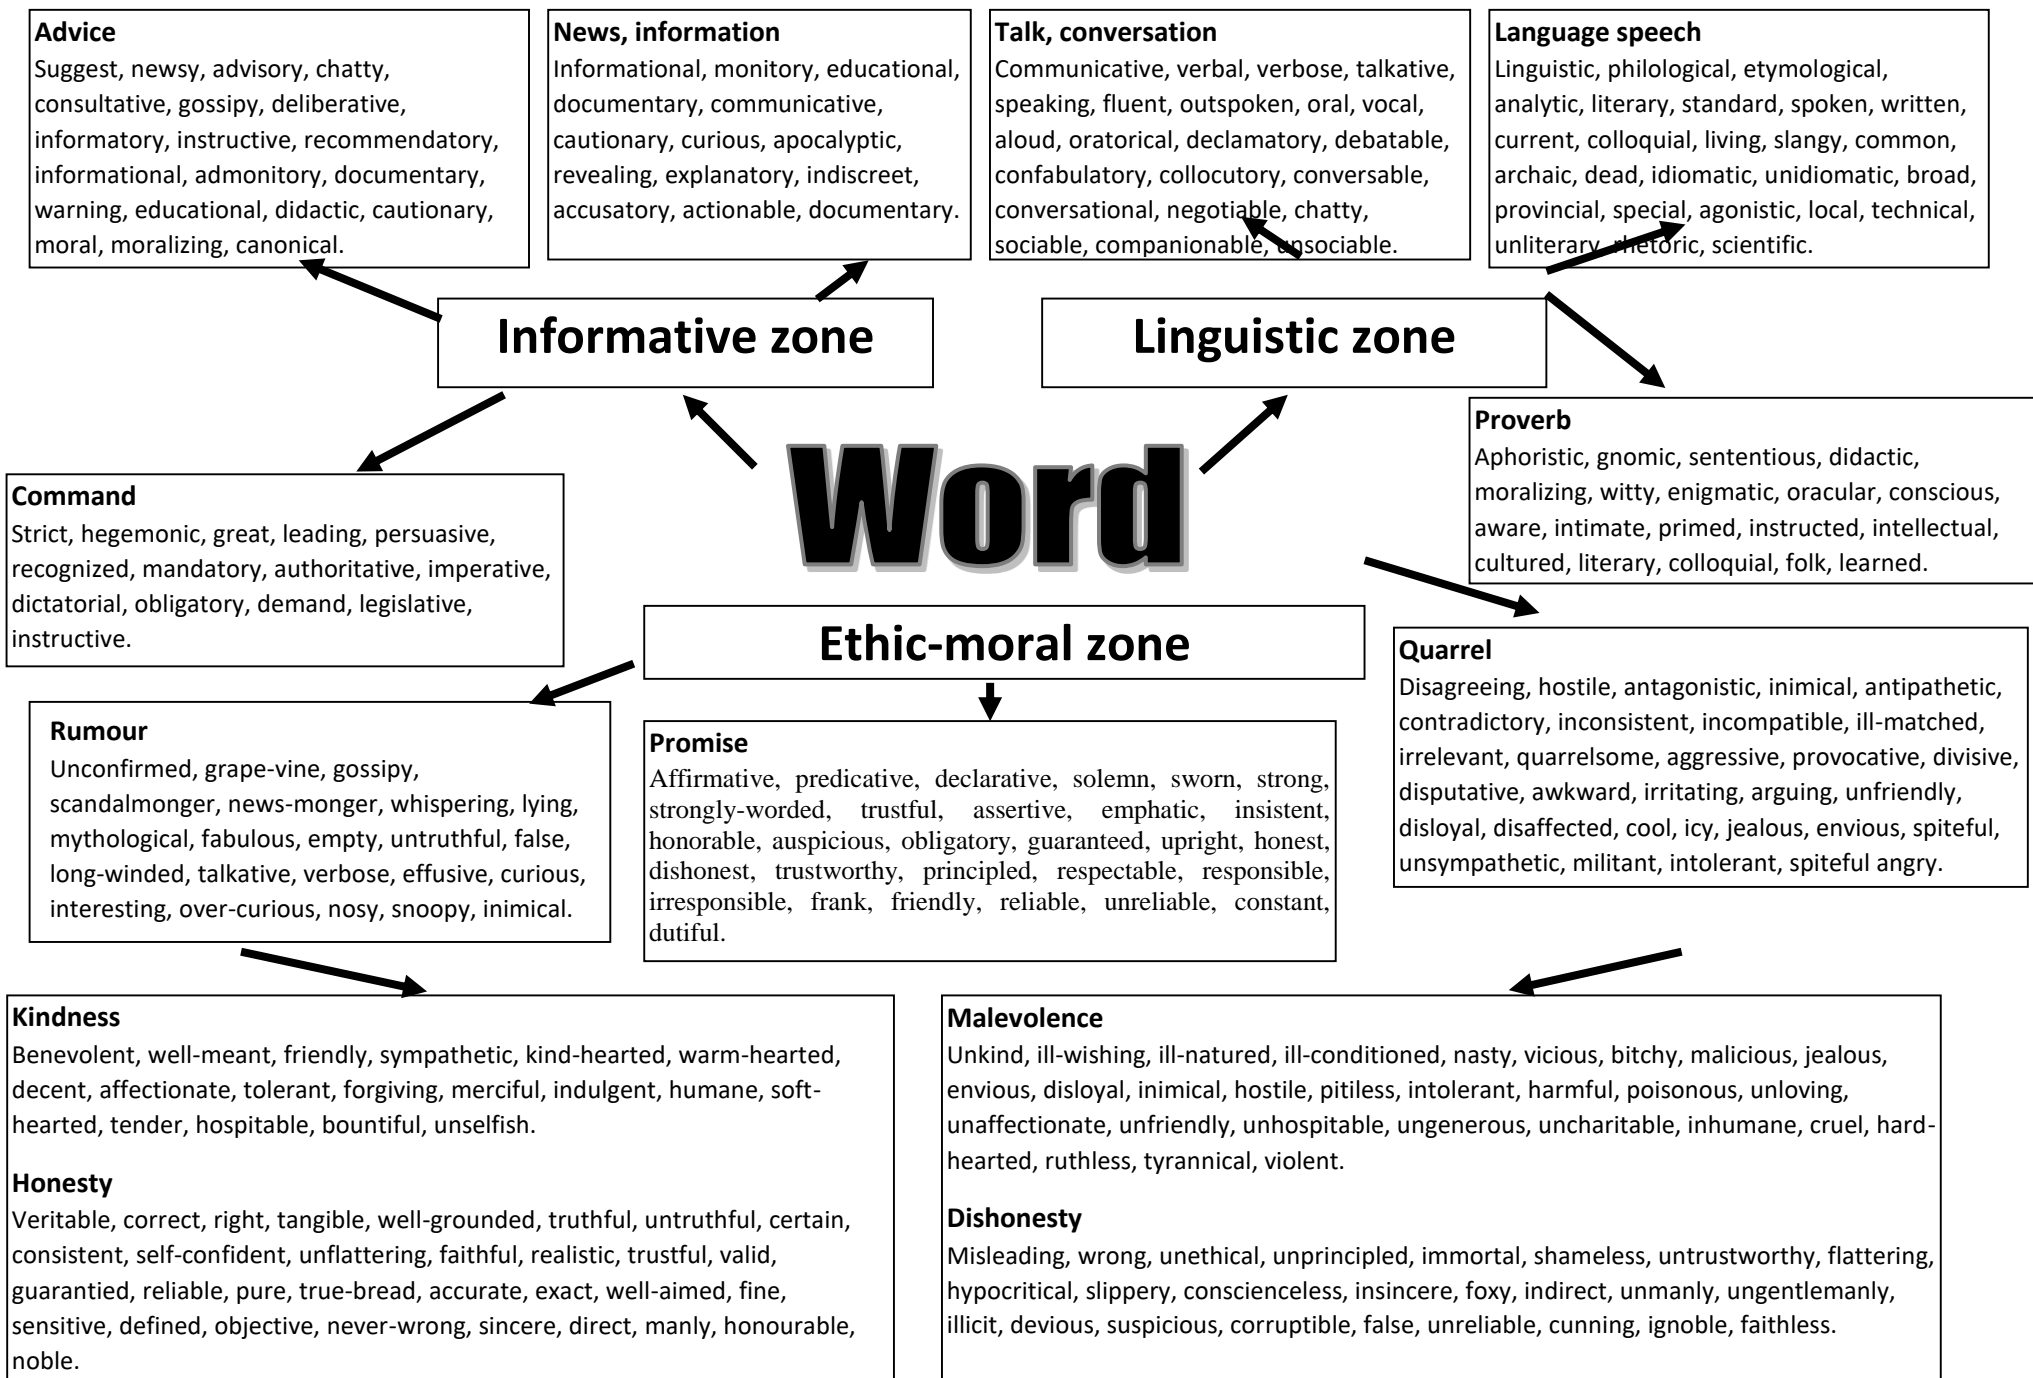 Advice
Suggest, newsy, advisory, chatty,
consultative, gossipy, deliberative,
informatory, instructive, recommendatory,
informational, admonitory, documentary,
warning, educational, didactic, cautionary,
moral, moralizing, canonical.
News, information
Informational, monitory, educational,
documentary, communicative,
cautionary, curious, apocalyptic,
revealing, explanatory, indiscreet,
accusatory, actionable, documentary.
Talk, conversation
Communicative, verbal, verbose, talkative,
speaking, fluent, outspoken, oral, vocal,
aloud, oratorical, declamatory, debatable,
confabulatory, collocutory, conversable,
conversational, negotiable, chatty,
sociable, companionable, unsociable.
Language speech
Linguistic, philological, etymological,
analytic, literary, standard, spoken, written,
current, colloquial, living, slangy, common,
archaic, dead, idiomatic, unidiomatic, broad,
provincial, special, agonistic, local, technical,
unliterary, rhetoric, scientific.
Informative zone
Linguistic zone
Word
Proverb
Aphoristic, gnomic, sententious, didactic,
moralizing, witty, enigmatic, oracular, conscious,
aware, intimate, primed, instructed, intellectual,
cultured, literary, colloquial, folk, learned.
Command
Strict, hegemonic, great, leading, persuasive,
recognized, mandatory, authoritative, imperative,
dictatorial, obligatory, demand, legislative,
instructive.
Ethic-moral zone
Quarrel
Disagreeing, hostile, antagonistic, inimical, antipathetic,
contradictory, inconsistent, incompatible, ill-matched,
irrelevant, quarrelsome, aggressive, provocative, divisive,
disputative, awkward, irritating, arguing, unfriendly,
disloyal, disaffected, cool, icy, jealous, envious, spiteful,
unsympathetic, militant, intolerant, spiteful angry.
Rumour
Unconfirmed, grape-vine, gossipy,
scandalmonger, news-monger, whispering, lying,
mythological, fabulous, empty, untruthful, false,
long-winded, talkative, verbose, effusive, curious,
interesting, over-curious, nosy, snoopy, inimical.
Promise
Affirmative, predicative, declarative, solemn, sworn, strong,
strongly-worded, trustful, assertive, emphatic, insistent,
honorable, auspicious, obligatory, guaranteed, upright, honest,
dishonest, trustworthy, principled, respectable, responsible,
irresponsible, frank, friendly, reliable, unreliable, constant,
dutiful.
Kindness
Benevolent, well-meant, friendly, sympathetic, kind-hearted, warm-hearted,
decent, affectionate, tolerant, forgiving, merciful, indulgent, humane, soft-
hearted, tender, hospitable, bountiful, unselfish.
Honesty
Veritable, correct, right, tangible, well-grounded, truthful, untruthful, certain,
consistent, self-confident, unflattering, faithful, realistic, trustful, valid,
guarantied, reliable, pure, true-bread, accurate, exact, well-aimed, fine,
sensitive, defined, objective, never-wrong, sincere, direct, manly, honourable,
noble.
Malevolence
Unkind, ill-wishing, ill-natured, ill-conditioned, nasty, vicious, bitchy, malicious, jealous,
envious, disloyal, inimical, hostile, pitiless, intolerant, harmful, poisonous, unloving,
unaffectionate, unfriendly, unhospitable, ungenerous, uncharitable, inhumane, cruel, hard-
hearted, ruthless, tyrannical, violent.
Dishonesty
Misleading, wrong, unethical, unprincipled, immortal, shameless, untrustworthy, flattering,
hypocritical, slippery, conscienceless, insincere, foxy, indirect, unmanly, ungentlemanly,
illicit, devious, suspicious, corruptible, false, unreliable, cunning, ignoble, faithless.